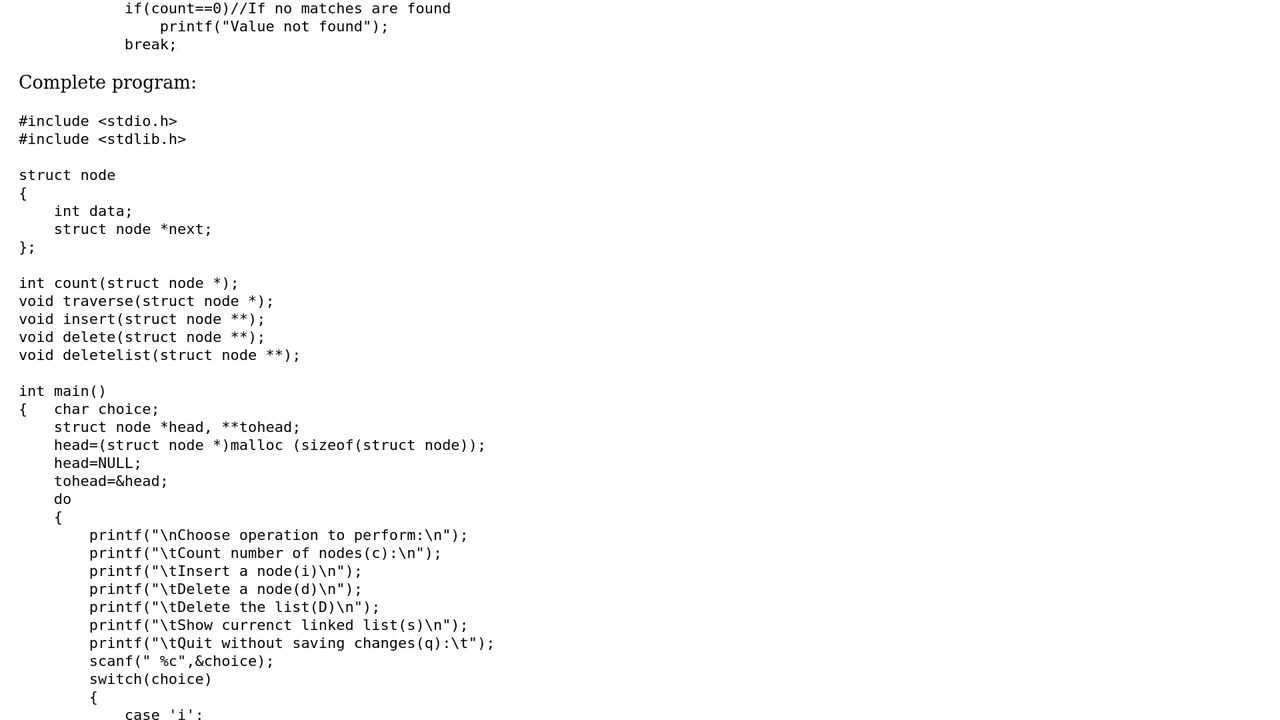 if(count==0)//If no matches are found
                printf("Value not found");
            break;
Complete program:
#include <stdio.h>
#include <stdlib.h>
struct node
{
    int data;
    struct node *next;
};
int count(struct node *);
void traverse(struct node *);
void insert(struct node **);
void delete(struct node **);
void deletelist(struct node **);
int main()
{   char choice;
    struct node *head, **tohead;
    head=(struct node *)malloc (sizeof(struct node));
    head=NULL;
    tohead=&head;
    do
    {
        printf("\nChoose operation to perform:\n");
        printf("\tCount number of nodes(c):\n");
        printf("\tInsert a node(i)\n");
        printf("\tDelete a node(d)\n");
        printf("\tDelete the list(D)\n");
        printf("\tShow currenct linked list(s)\n");
        printf("\tQuit without saving changes(q):\t");
        scanf(" %c",&choice);
        switch(choice)
        {
            case 'i':